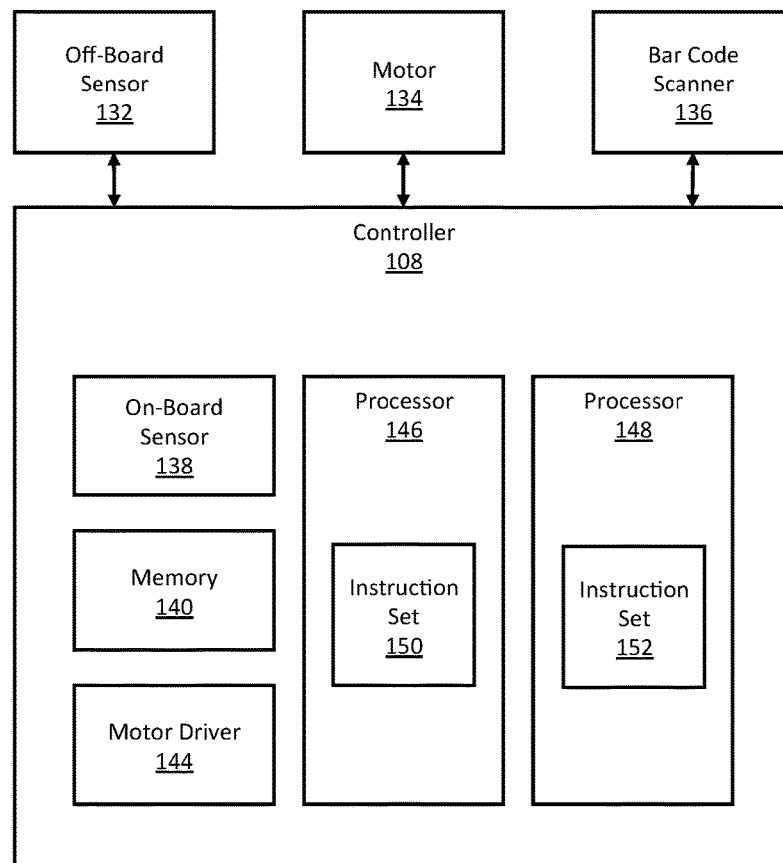 Off-Board
Sensor
132
Motor
134
Bar Code
Scanner
136
Controller
108
On-Board
Sensor
138
Memory
140
Motor Driver
144
Processor
146
Instruction
Set
150
Processor
148
Instruction
Set
152